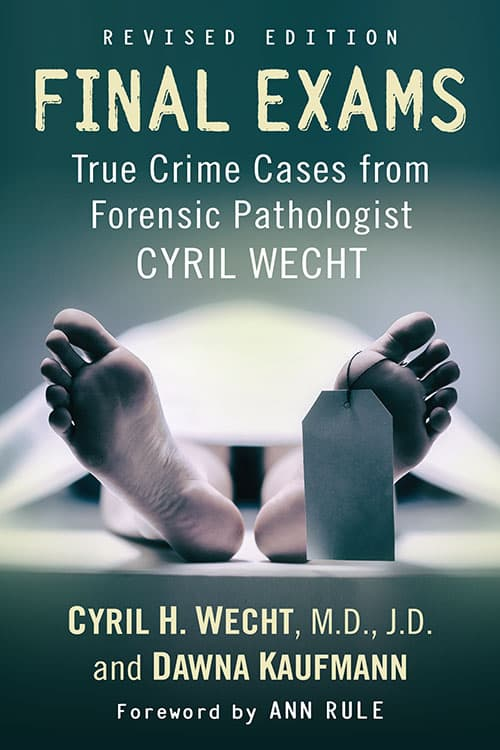 REVISED EDITION
FINAL EXAMS
True Crime Cases from
Forensic Pathologist
CYRIL WECHT
CYRIL H. WECHT, M.D., J.D.
and DAWNA KAUFMANN
Foreword by ANN RULE